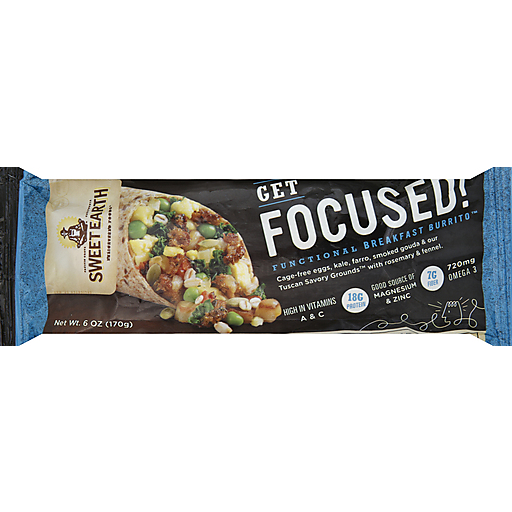 SWEET EARTH
GET
FOCUSED!
FUNCTIONAL BREAKFAST BURRITO™
Cage-free eggs, kale, farro, smoked gouda & our
Tuscan Savory Grounds™ with rosemary & fennel.
HIGH IN VITAMINS
A & C
18G
PROTEIN
GOOD SOURCE OF
MAGNESIUM
& ZINC
7G
FIBER
720mg
OMEGA 3
Net Wt. 6 OZ (170g)